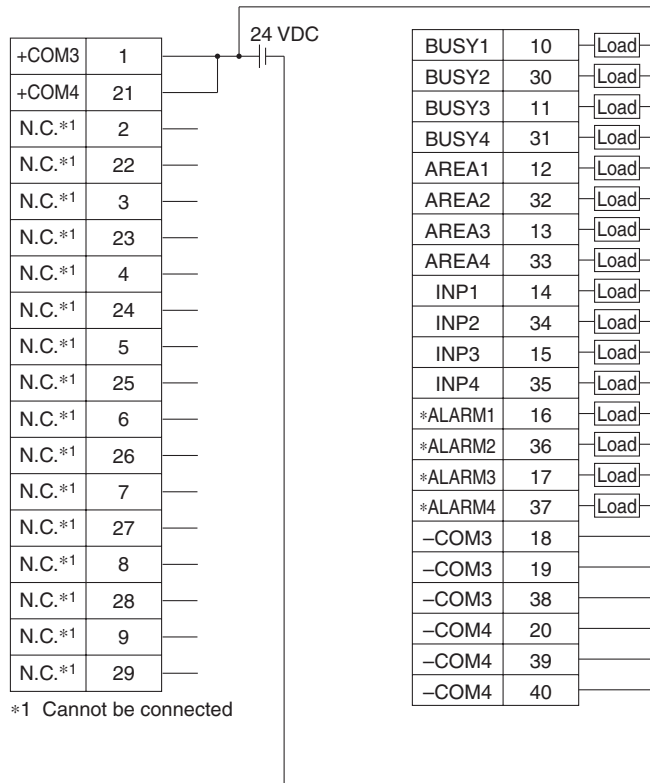 24 VDC
+COM3 1
+COM4 21
N.C.*1 2
N.C.*1 22
N.C.*1 3
N.C.*1 23
N.C.*1 4
N.C.*1 24
N.C.*1 5
N.C.*1 25
N.C.*1 6
N.C.*1 26
N.C.*1 7
N.C.*1 27
N.C.*1 8
N.C.*1 28
N.C.*1 9
N.C.*1 29
*1 Cannot be connected
BUSY1 10 Load
BUSY2 30 Load
BUSY3 11 Load
BUSY4 31 Load
AREA1 12 Load
AREA2 32 Load
AREA3 13 Load
AREA4 33 Load
INP1 14 Load
INP2 34 Load
INP3 15 Load
INP4 35 Load
*ALARM1 16 Load
*ALARM2 36 Load
*ALARM3 17 Load
*ALARM4 37 Load
–COM3 18
–COM3 19
–COM3 38
–COM4 20
–COM4 39
–COM4 40